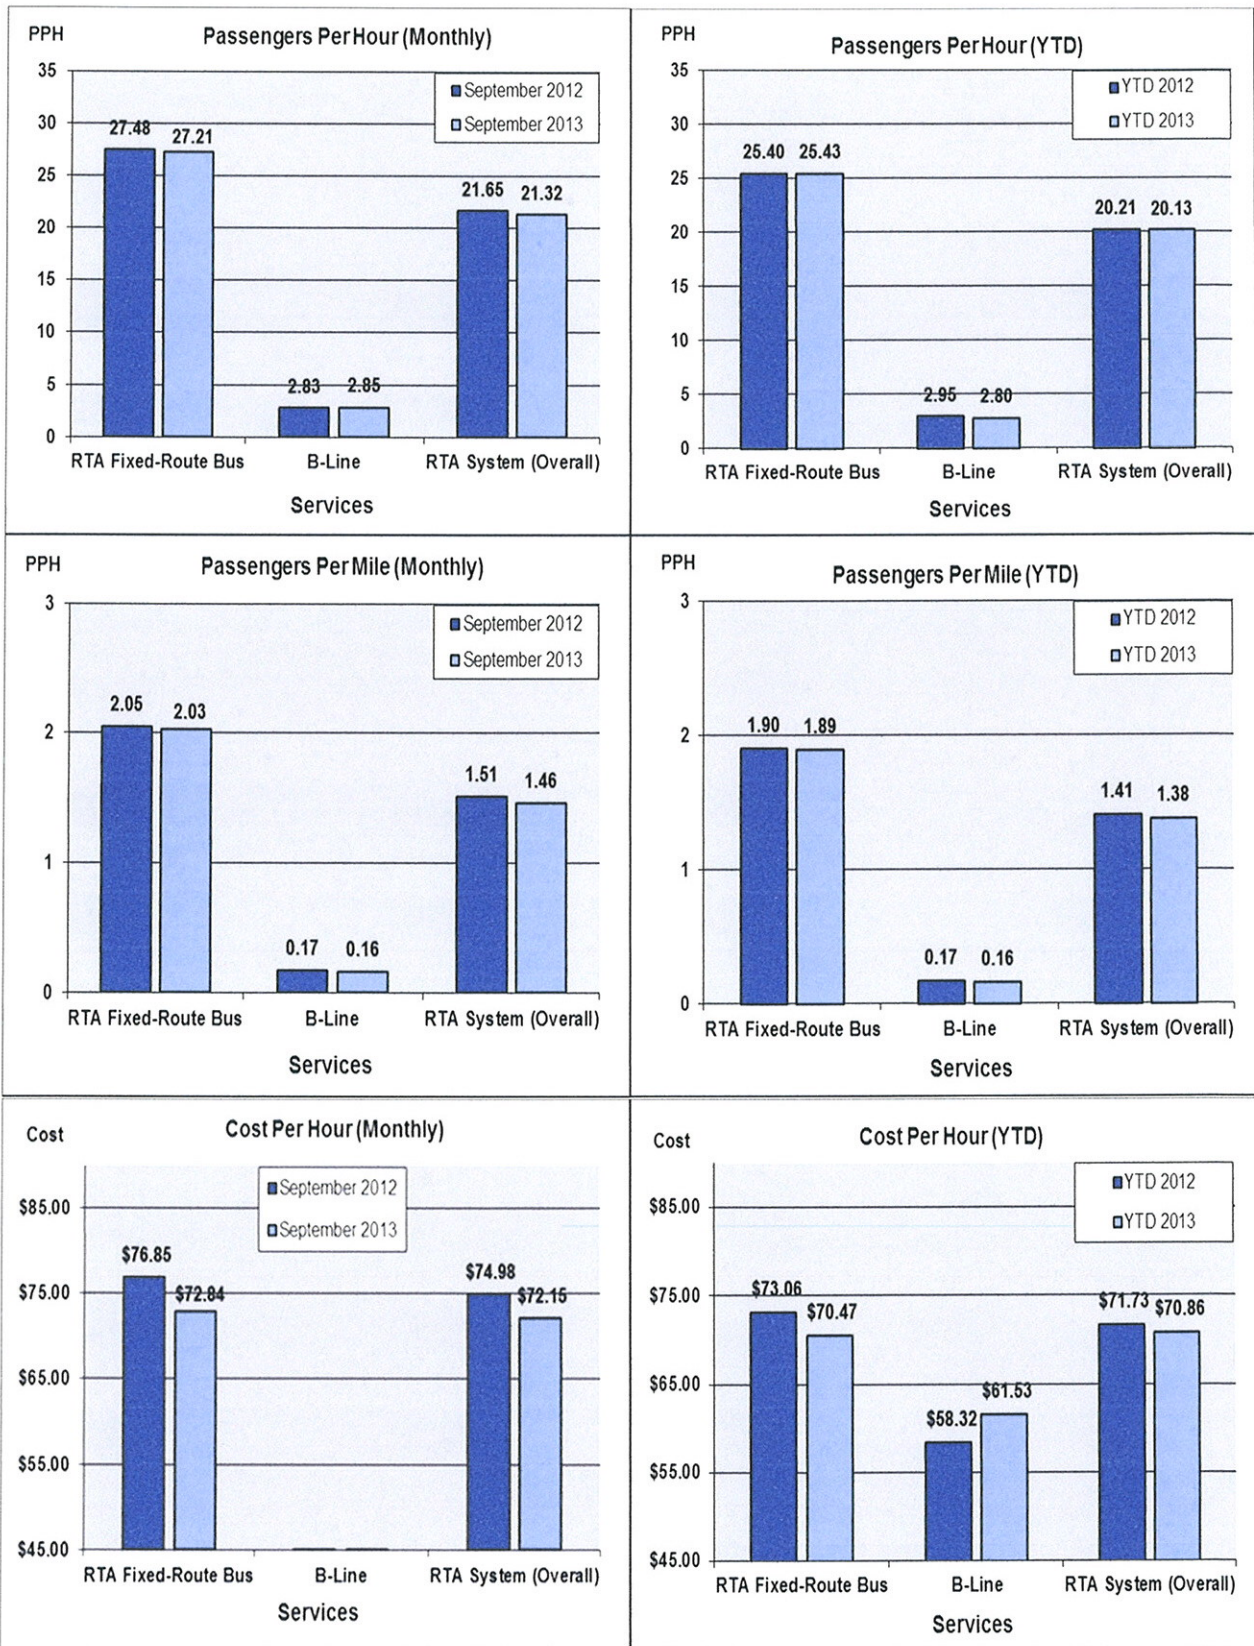 PPH
Passengers Per Hour (Monthly)
35
30
25
20
15
10
5
0
September 2012
September 2013
27.48
27.21
2.83
2.85
21.65
21.32
RTA Fixed-Route Bus
B-Line
RTA System (Overall)
Services
PPH
Passengers Per Hour (YTD)
35
30
25
20
15
10
5
0
YTD 2012
YTD 2013
25.40
25.43
2.95
2.80
20.21
20.13
RTA Fixed-Route Bus
B-Line
RTA System (Overall)
Services
PPH
Passengers Per Mile (Monthly)
3
2
1
0
September 2012
September 2013
2.05
2.03
0.17
0.16
1.51
1.46
RTA Fixed-Route Bus
B-Line
RTA System (Overall)
Services
PPH
Passengers Per Mile (YTD)
3
2
1
0
YTD 2012
YTD 2013
1.90
1.89
0.17
0.16
1.41
1.38
RTA Fixed-Route Bus
B-Line
RTA System (Overall)
Services
Cost
Cost Per Hour (Monthly)
$85.00
$75.00
$65.00
$55.00
$45.00
September 2012
September 2013
$76.85
$72.84
$74.98
$72.15
RTA Fixed-Route Bus
B-Line
RTA System (Overall)
Services
Cost
Cost Per Hour (YTD)
$85.00
$75.00
$65.00
$55.00
$45.00
YTD 2012
YTD 2013
$73.06
$70.47
$58.32
$61.53
$71.73
$70.86
RTA Fixed-Route Bus
B-Line
RTA System (Overall)
Services